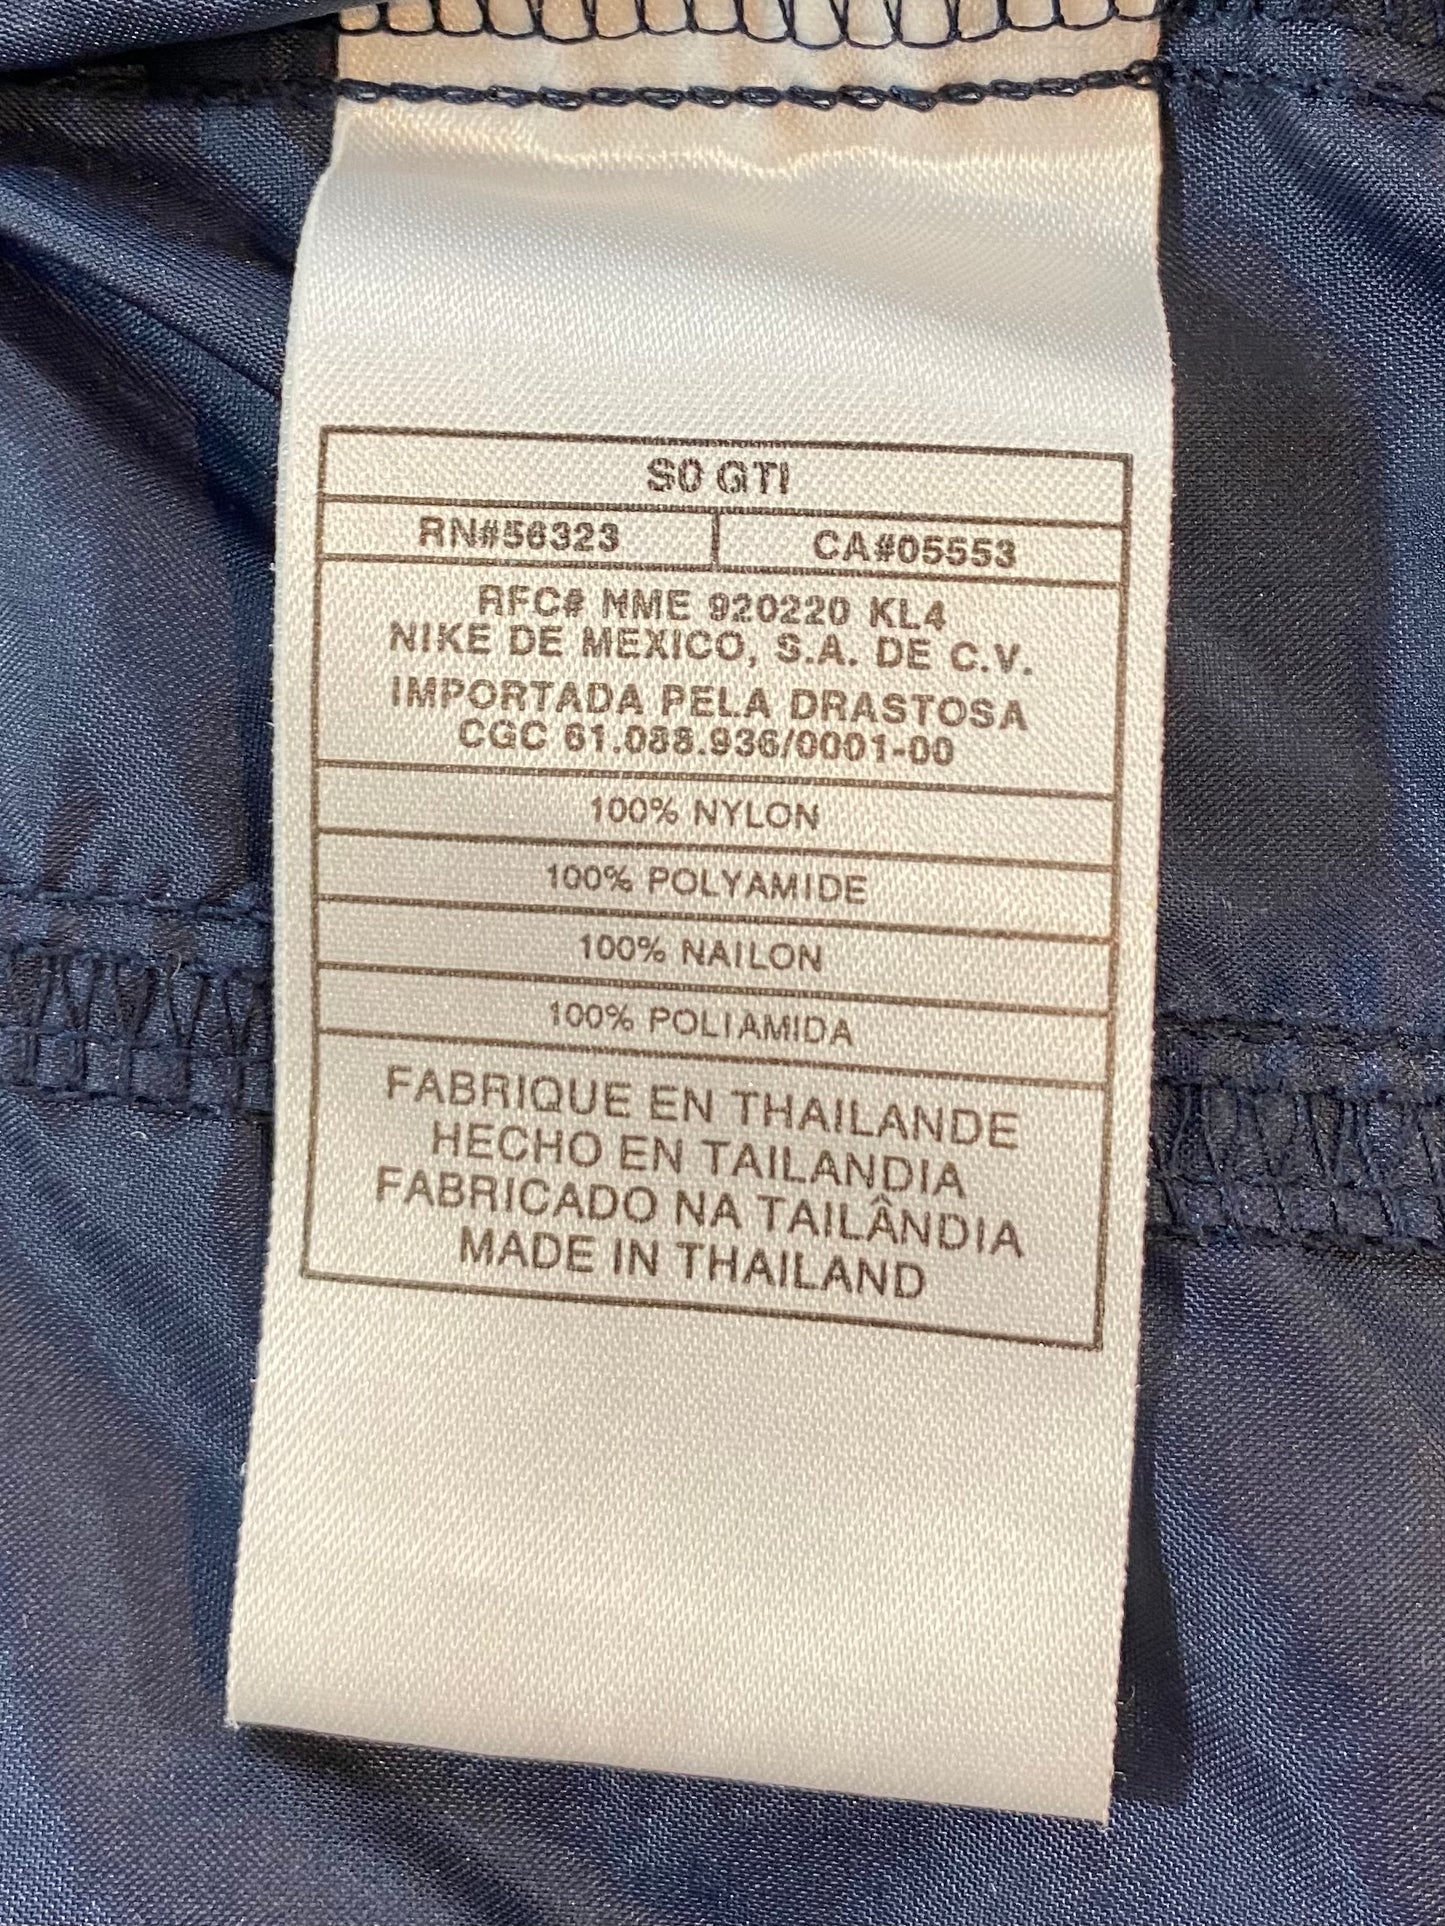 S0 GTI
RN#56323 CA#05553
RFC# MME 920220 KL4
NIKE DE MEXICO, S.A. DE C.V.
IMPORTADA PELA DRASTOSA
CGC 61.088.936/0001-00
100% NYLON
100% POLYAMIDE
100% NAILON
100% POLIAMIDA
FABRIQUE EN THAILANDE
HECHO EN TAILANDIA
FABRICADO NA TAILÂNDIA
MADE IN THAILAND